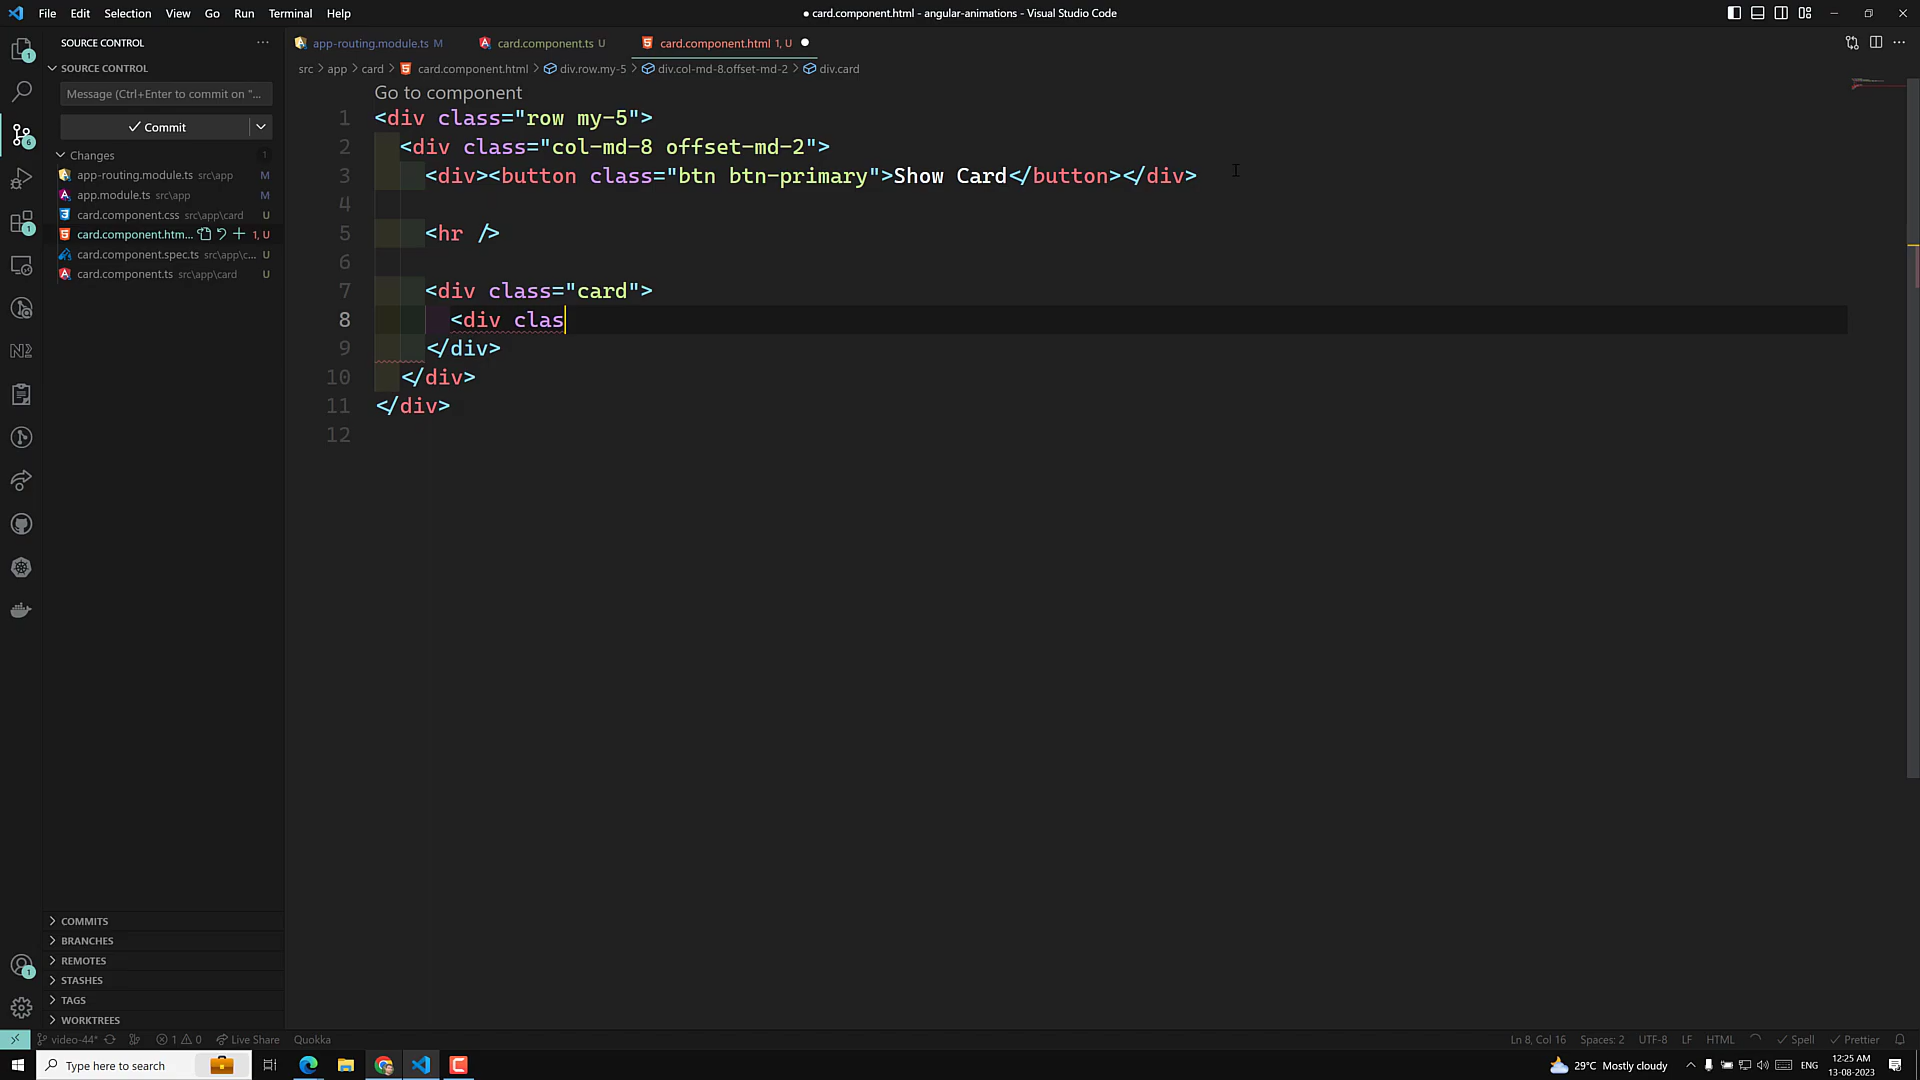 File Edit Selection View Go Run Terminal Help
● card.component.html - angular-animations - Visual Studio Code
SOURCE CONTROL
app-routing.module.ts M
card.component.ts U
card.component.html 1, U
SOURCE CONTROL
src > app > card > card.component.html > div.row.my-5 > div.col-md-8.offset-md-2 > div.card
Message (Ctrl+Enter to commit on "...
Commit
Changes 1
app-routing.module.ts src\app M
app.module.ts src\app M
card.component.css src\app\card U
card.component.htm... 1, U
card.component.spec.ts src\app\c... U
card.component.ts src\app\card U
Go to component
1 <div class="row my-5">
2 <div class="col-md-8 offset-md-2">
3 <div><button class="btn btn-primary">Show Card</button></div>
4
5 <hr />
6
7 <div class="card">
8 <div clas
9 </div>
10 </div>
11 </div>
12
COMMITS
BRANCHES
REMOTES
STASHES
TAGS
WORKTREES
video-44* 1 0 Live Share Quokka
Ln 8, Col 16 Spaces: 2 UTF-8 LF HTML Spell Prettier
Type here to search
29°C Mostly cloudy
ENG
12:25 AM
13-08-2023